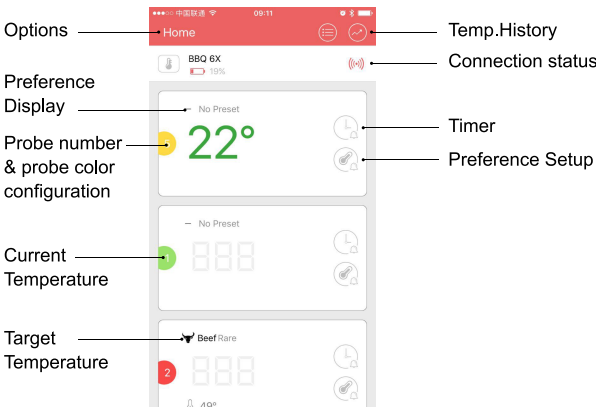 中国联通
09:11
Options
Home
Temp.History
BBQ 6X
19%
Connection status
Preference
Display
No Preset
22°
Timer
Probe number
& probe color
configuration
Preference Setup
– No Preset
1
Current
Temperature
Target
Temperature
Beef Rare
2
49°